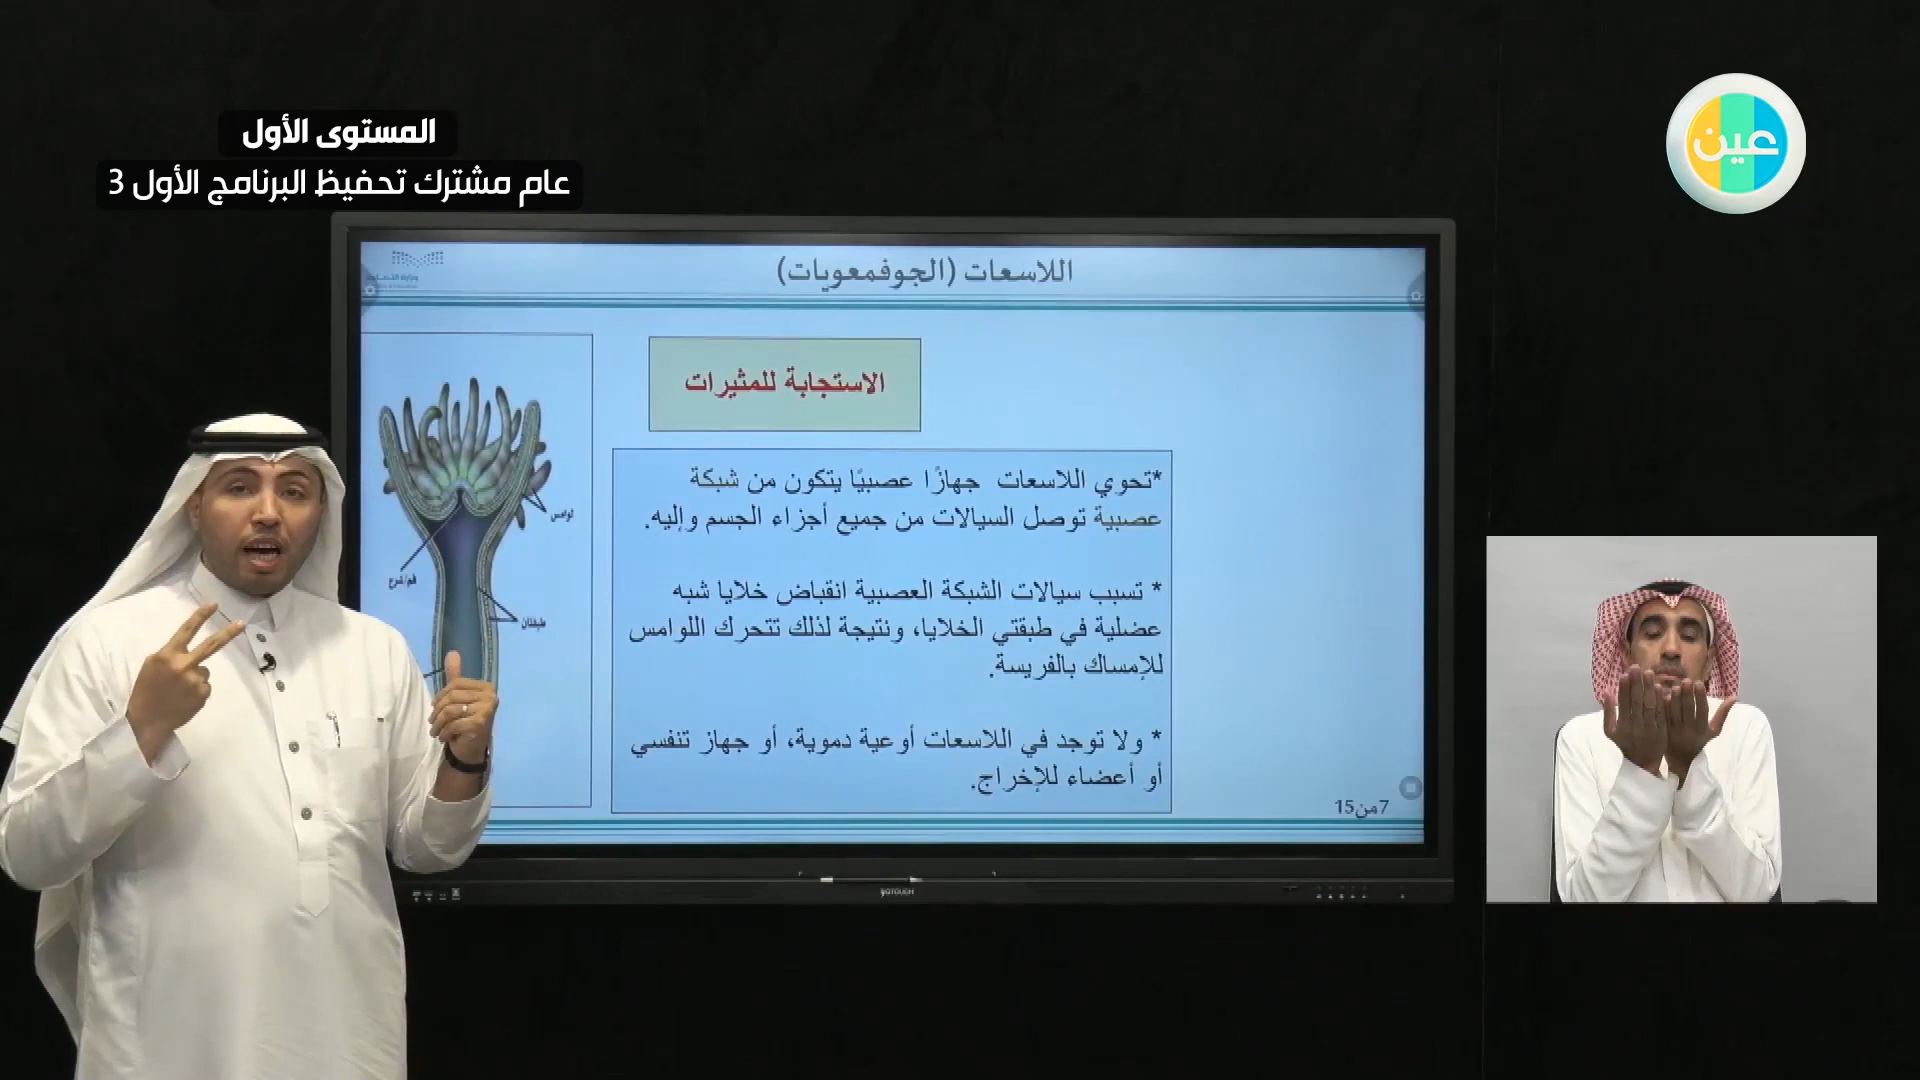 المستوى الأول
عام مشترك تحفيظ البرنامج الأول 3
عين
اللاسعات (الجوفمعويات)
الاستجابة للمثيرات
*تحوي اللاسعات جهازًا عصبيًا يتكون من شبكة
عصبية توصل السيالات من جميع أجزاء الجسم وإليه.
* تسبب سيالات الشبكة العصبية انقباض خلايا شبه
عضلية في طبقتي الخلايا، ونتيجة لذلك تتحرك اللوامس
للإمساك بالفريسة.
* ولا توجد في اللاسعات أوعية دموية، أو جهاز تنفسي
أو أعضاء للإخراج.
لوامس
فم/شرج
طبقتان
7من15